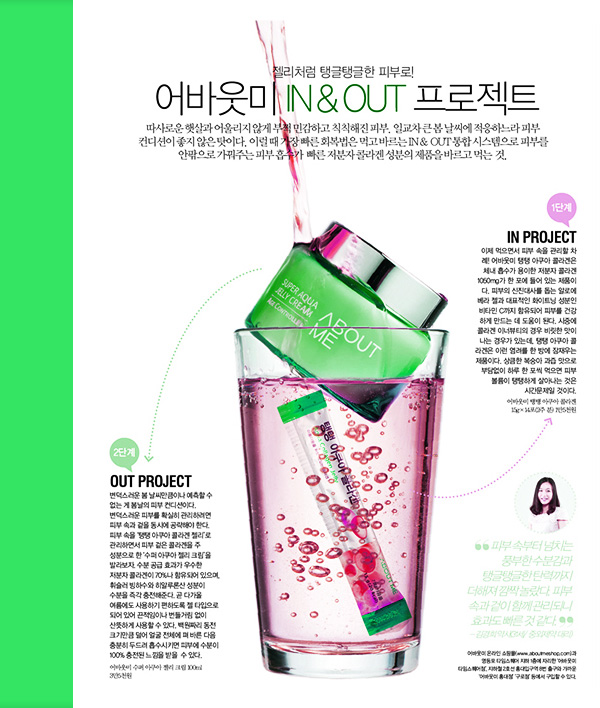 젤리처럼 탱글탱글한 피부로!
어바웃미 IN & OUT 프로젝트
따사로운 햇살과 어울리지 않게 부쩍 민감하고 칙칙해진 피부. 일교차 큰 봄 날씨에 적응하느라 피부
컨디션이 좋지 않은 탓이다. 이럴 때 가장 빠른 회복법은 먹고 바르는 IN & OUT 통합 시스템으로 피부를
안팎으로 가꿔주는 피부 흡수가 빠른 저분자 콜라겐 성분의 제품을 바르고 먹는 것.
1단계
IN PROJECT
이제 먹으면서 피부 속을 관리할 차
례! 어바웃미 탱탱 아쿠아 콜라겐은
체내 흡수가 용이한 저분자 콜라겐
1050mg가 한 포에 들어 있는 제품이
다. 피부의 신진대사를 돕는 알로에
베라 겔과 대표적인 화이트닝 성분인
비타민 C까지 함유되어 피부를 건강
하게 만드는 데 도움이 된다. 시중에
콜라겐 이너뷰티의 경우 비릿한 맛이
나는 경우가 있는데, 탱탱 아쿠아 콜
라겐은 이런 염려를 한 방에 잠재우는
제품이다. 상큼한 복숭아 과즙 맛으로
부담없이 하루 한 포씩 먹으면 피부
볼륨이 탱탱하게 살아나는 것은
시간문제일 것이다.
어바웃미 탱탱 아쿠아 콜라겐
15g×14포(2주 분) 1만5천원
SUPER AQUA
JELLY CREAM
ABOUT
ME
탱탱 아쿠아 콜라겐
2단계
OUT PROJECT
변덕스러운 봄 날씨만큼이나 예측할 수
없는 게 봄날의 피부 컨디션이다.
변덕스러운 피부를 확실히 관리하려면
피부 속과 겉을 동시에 공략해야 한다.
피부 속을 '탱탱 아쿠아 콜라겐 젤리'로
관리하면서 피부 겉은 콜라겐을 주
성분으로 한 '수퍼 아쿠아 젤리 크림'을
발라보자. 수분 공급 효과가 우수한
저분자 콜라겐이 70%나 함유되어 있으며,
휘슬러 빙하수와 히알루론산 성분이
수분을 즉각 충전해준다. 곧 다가올
여름에도 사용하기 편하도록 젤 타입으로
되어 있어 끈적임이나 번들거림 없이
산뜻하게 사용할 수 있다. 백원짜리 동전
크기만큼 덜어 얼굴 전체에 펴 바른 다음
충분히 두드려 흡수시키면 피부에 수분이
100% 충전된 느낌을 받을 수 있다.
어바웃미 수퍼 아쿠아 젤리 크림 100ml
3만5천원
피부 속부터 넘치는
풍부한 수분감과
탱글탱글한 탄력까지
더해져 깜짝 놀랐다. 피부
속과 겉이 함께 관리되니
효과도 빠른 것 같다.
어바웃미 온라인 쇼핑몰(www.aboutmeshop.com)과
영등포 타임스퀘어 지하 1층에 자리한 '어바웃미
타임스퀘어점', 지하철 2호선 홍대입구역 8번 출구와 가까운
'어바웃미 홍대점' '구로점' 등에서 구입할 수 있다.